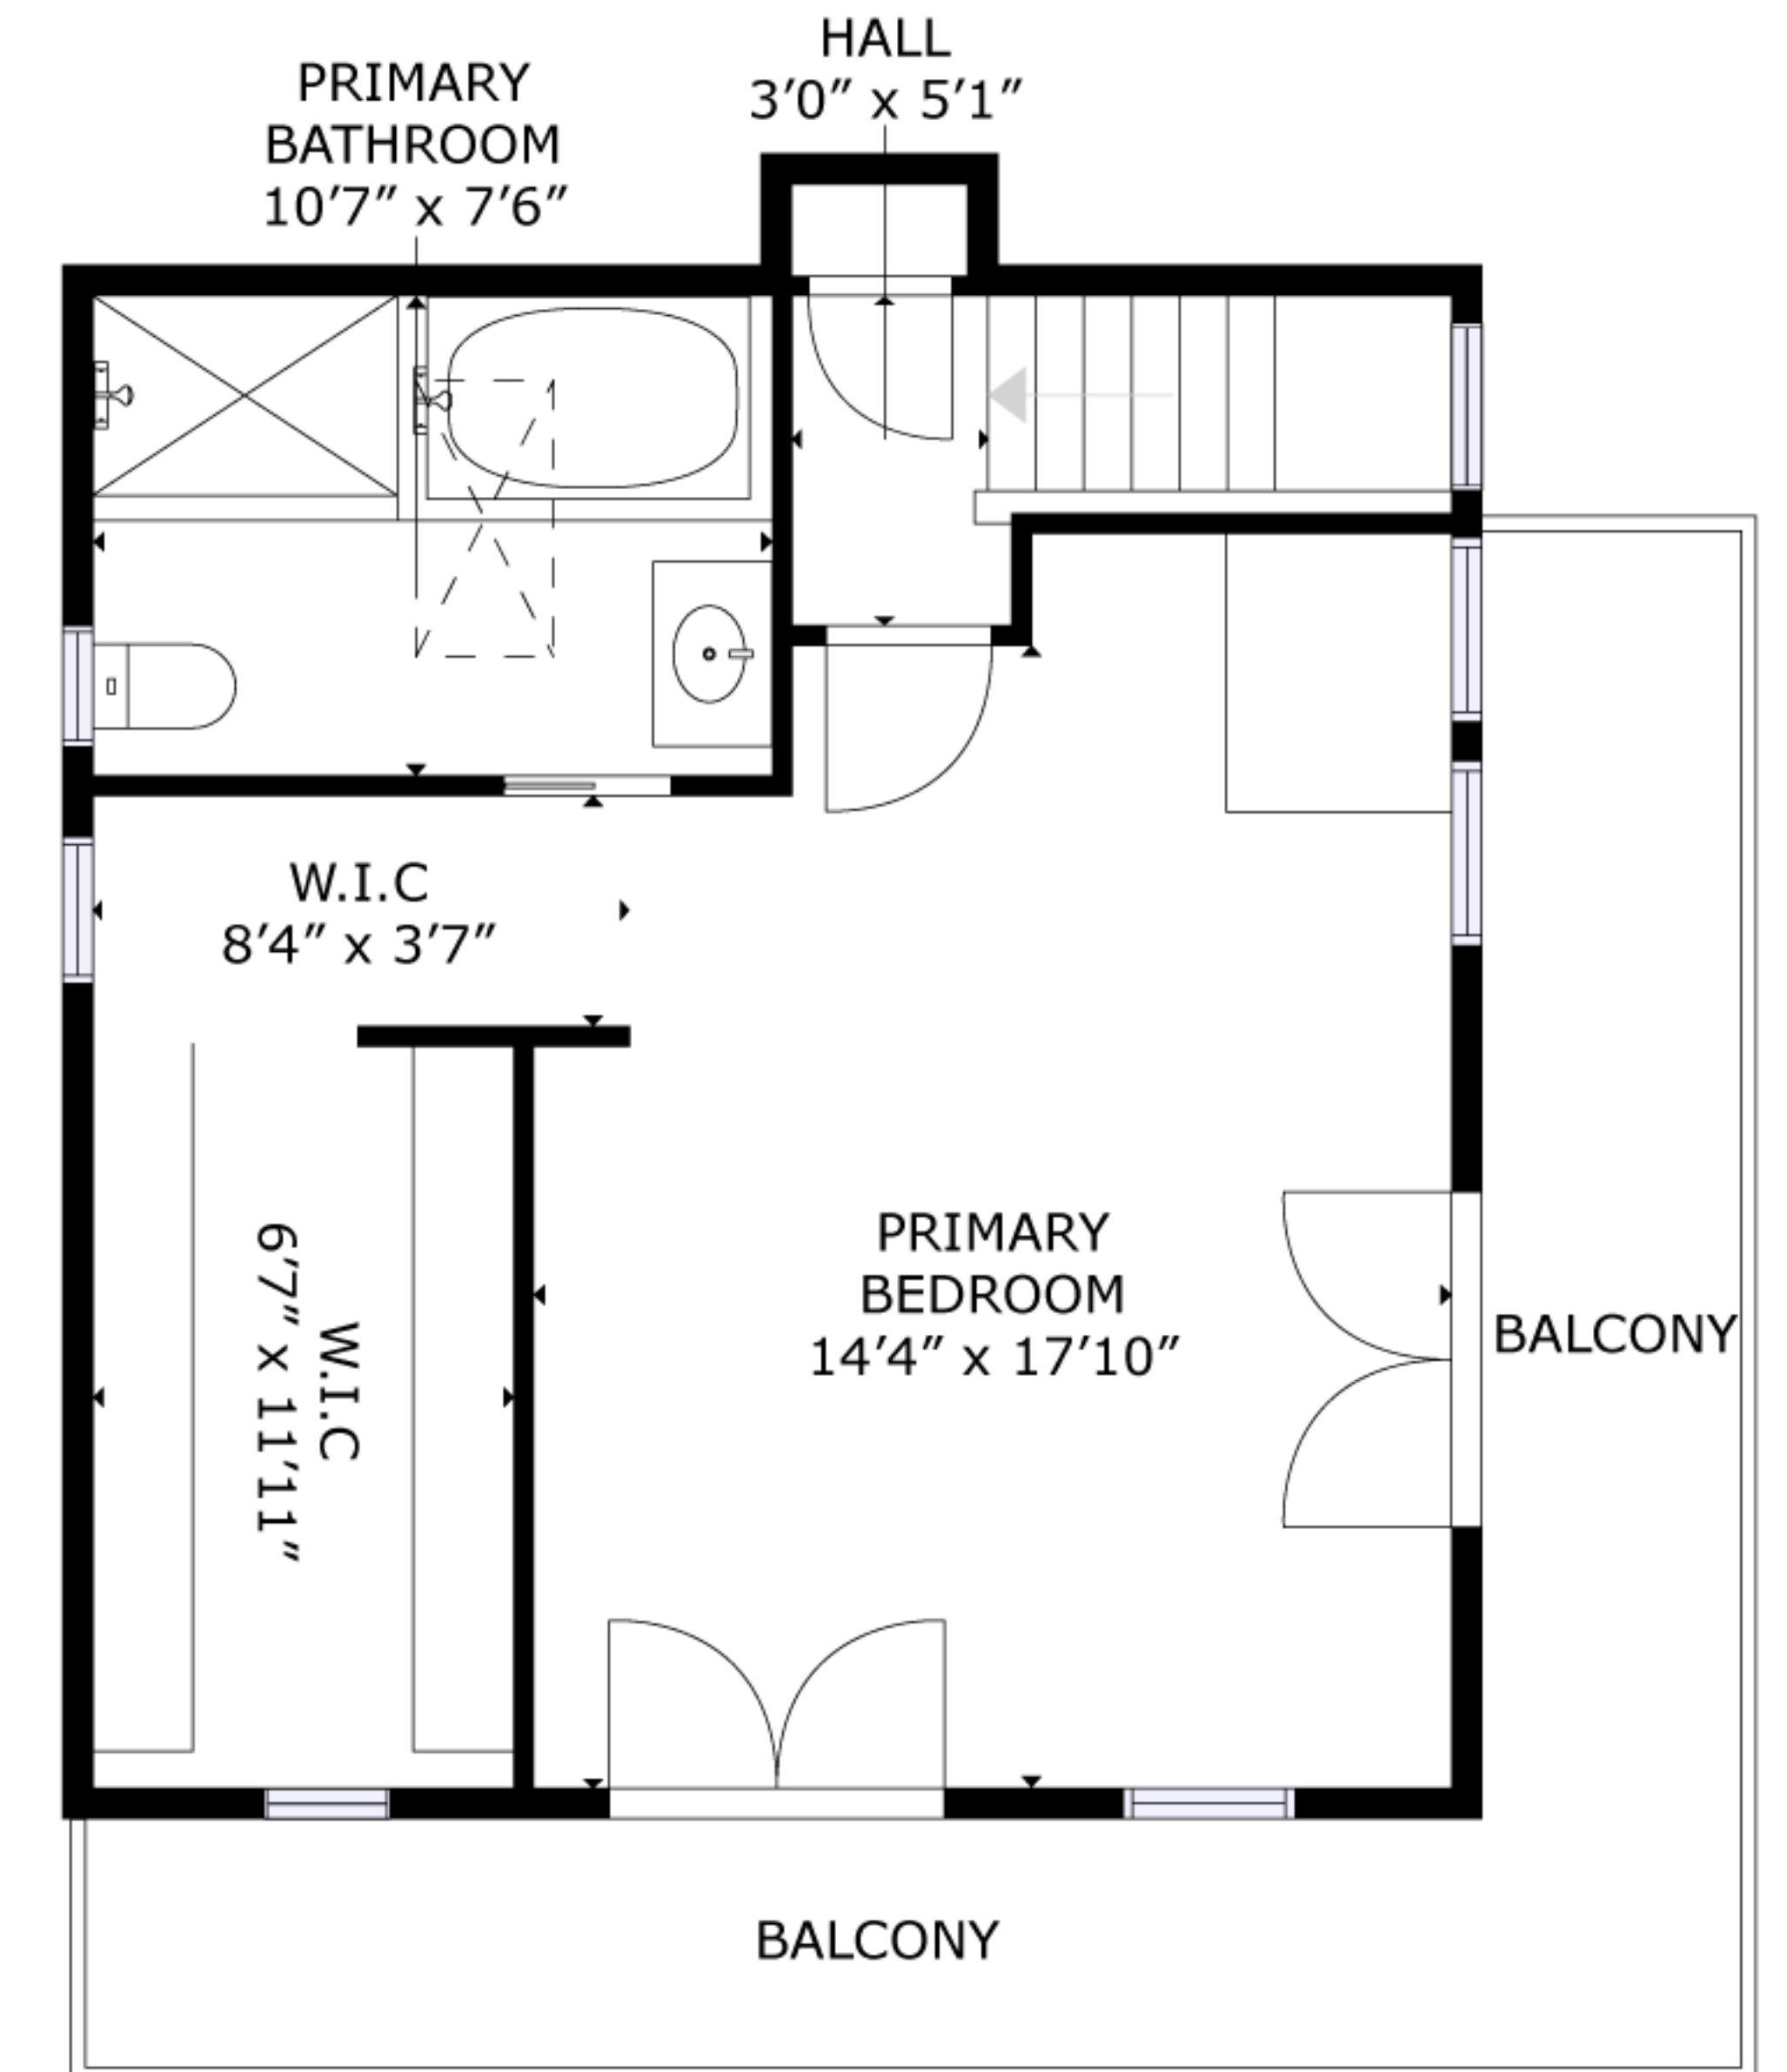 HALL
3′0″ x 5′1″
PRIMARY
BATHROOM
10′7″ x 7′6″
W.I.C
8′4″ x 3′7″
W.I.C
6′7″ x 11′11″
PRIMARY
BEDROOM
14′4″ x 17′10″
BALCONY
BALCONY